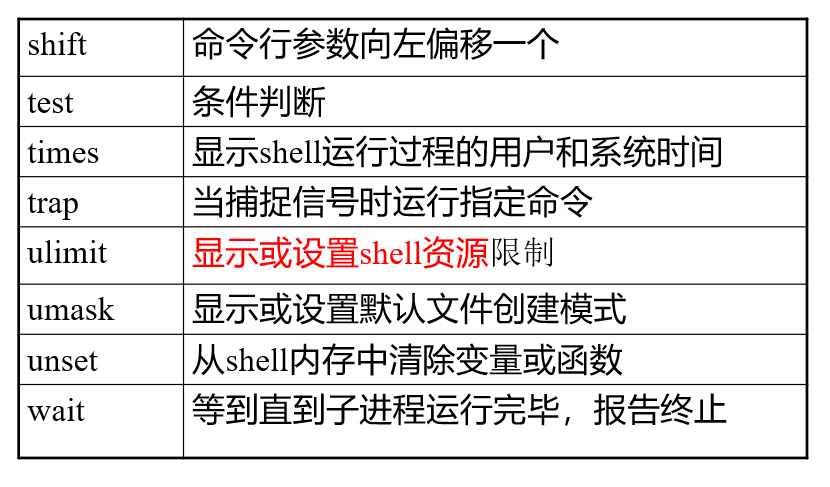 shift 命令行参数向左偏移一个
test 条件判断
times 显示shell运行过程的用户和系统时间
trap 当捕捉信号时运行指定命令
ulimit 显示或设置shell资源限制
umask 显示或设置默认文件创建模式
unset 从shell内存中清除变量或函数
wait 等到直到子进程运行完毕，报告终止